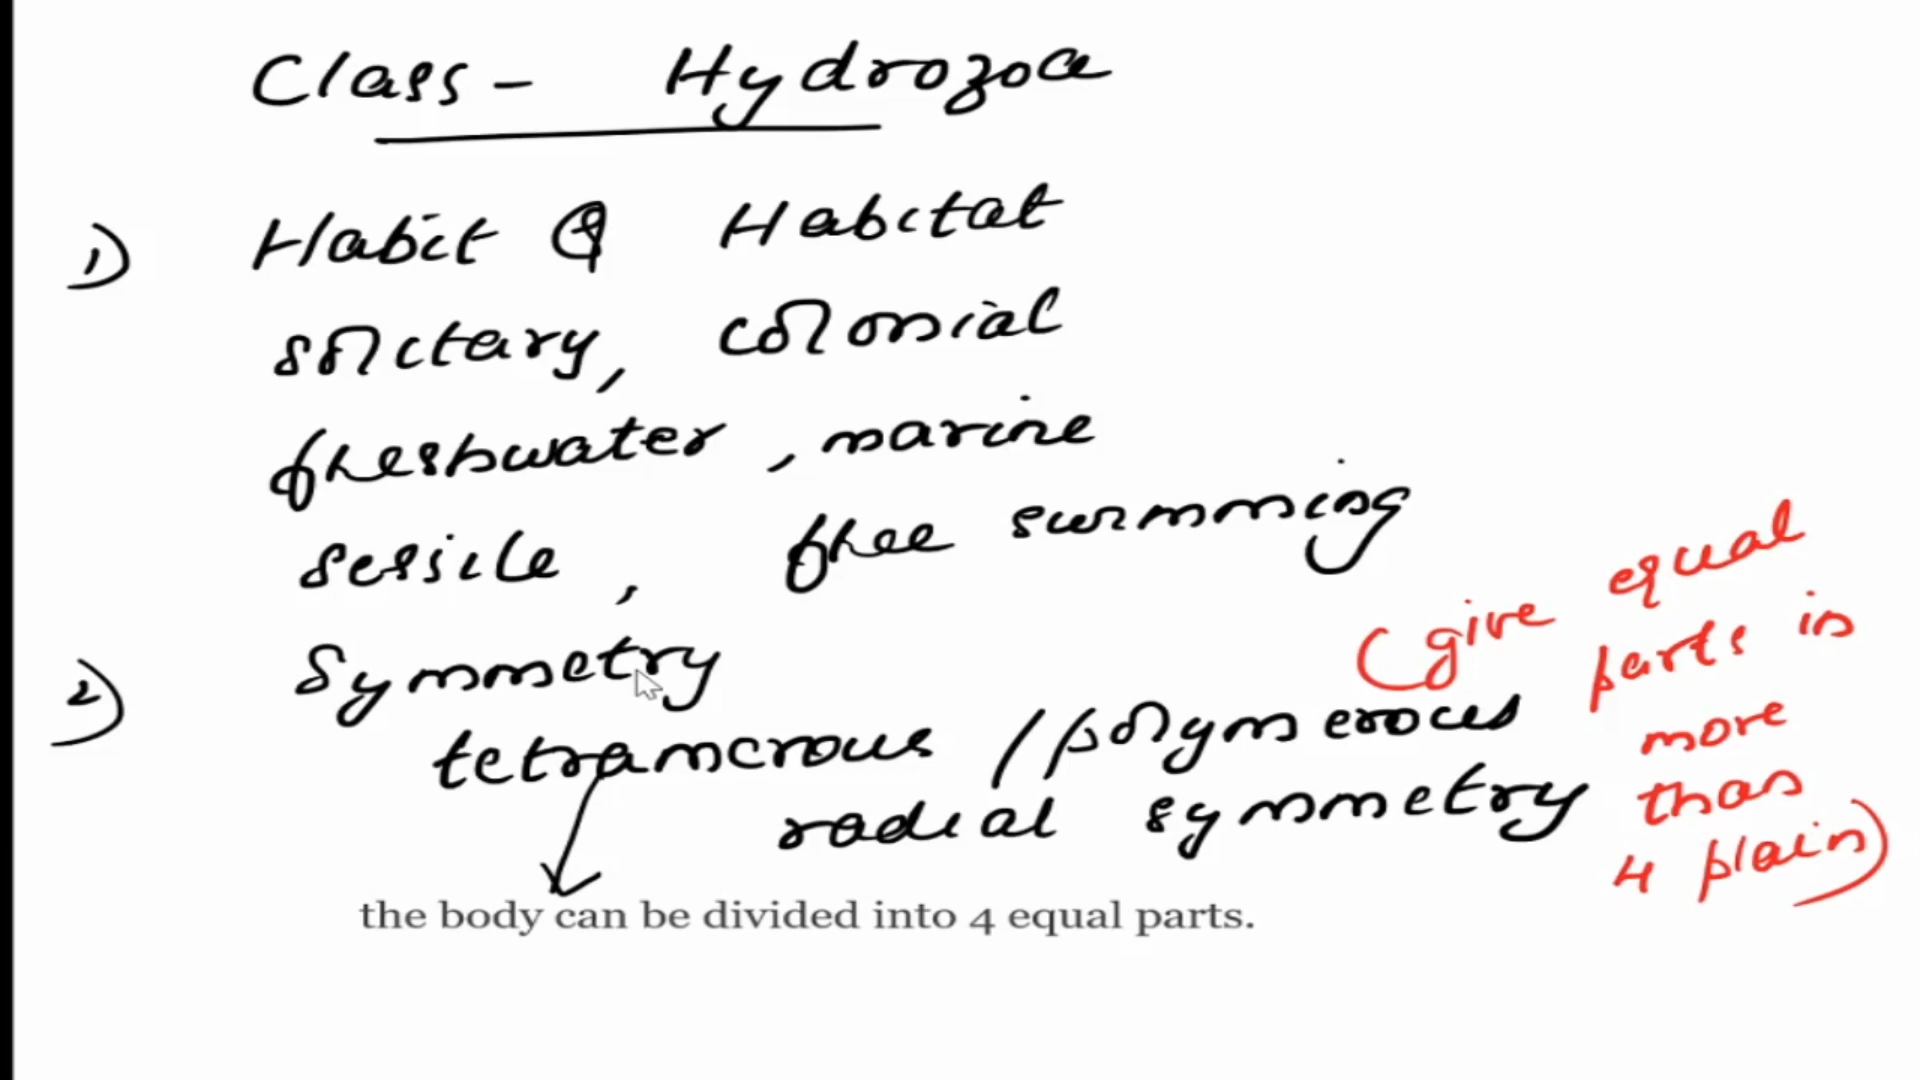 Class - Hydrozoa
1) Habit & Habitat
solitary, colonial
freshwater, marine
sessile, free swimming
2) Symmetry
tetramerous / polymerous
radial symmetry
(give equal
parts in
more
than
4 plain)
the body can be divided into 4 equal parts.